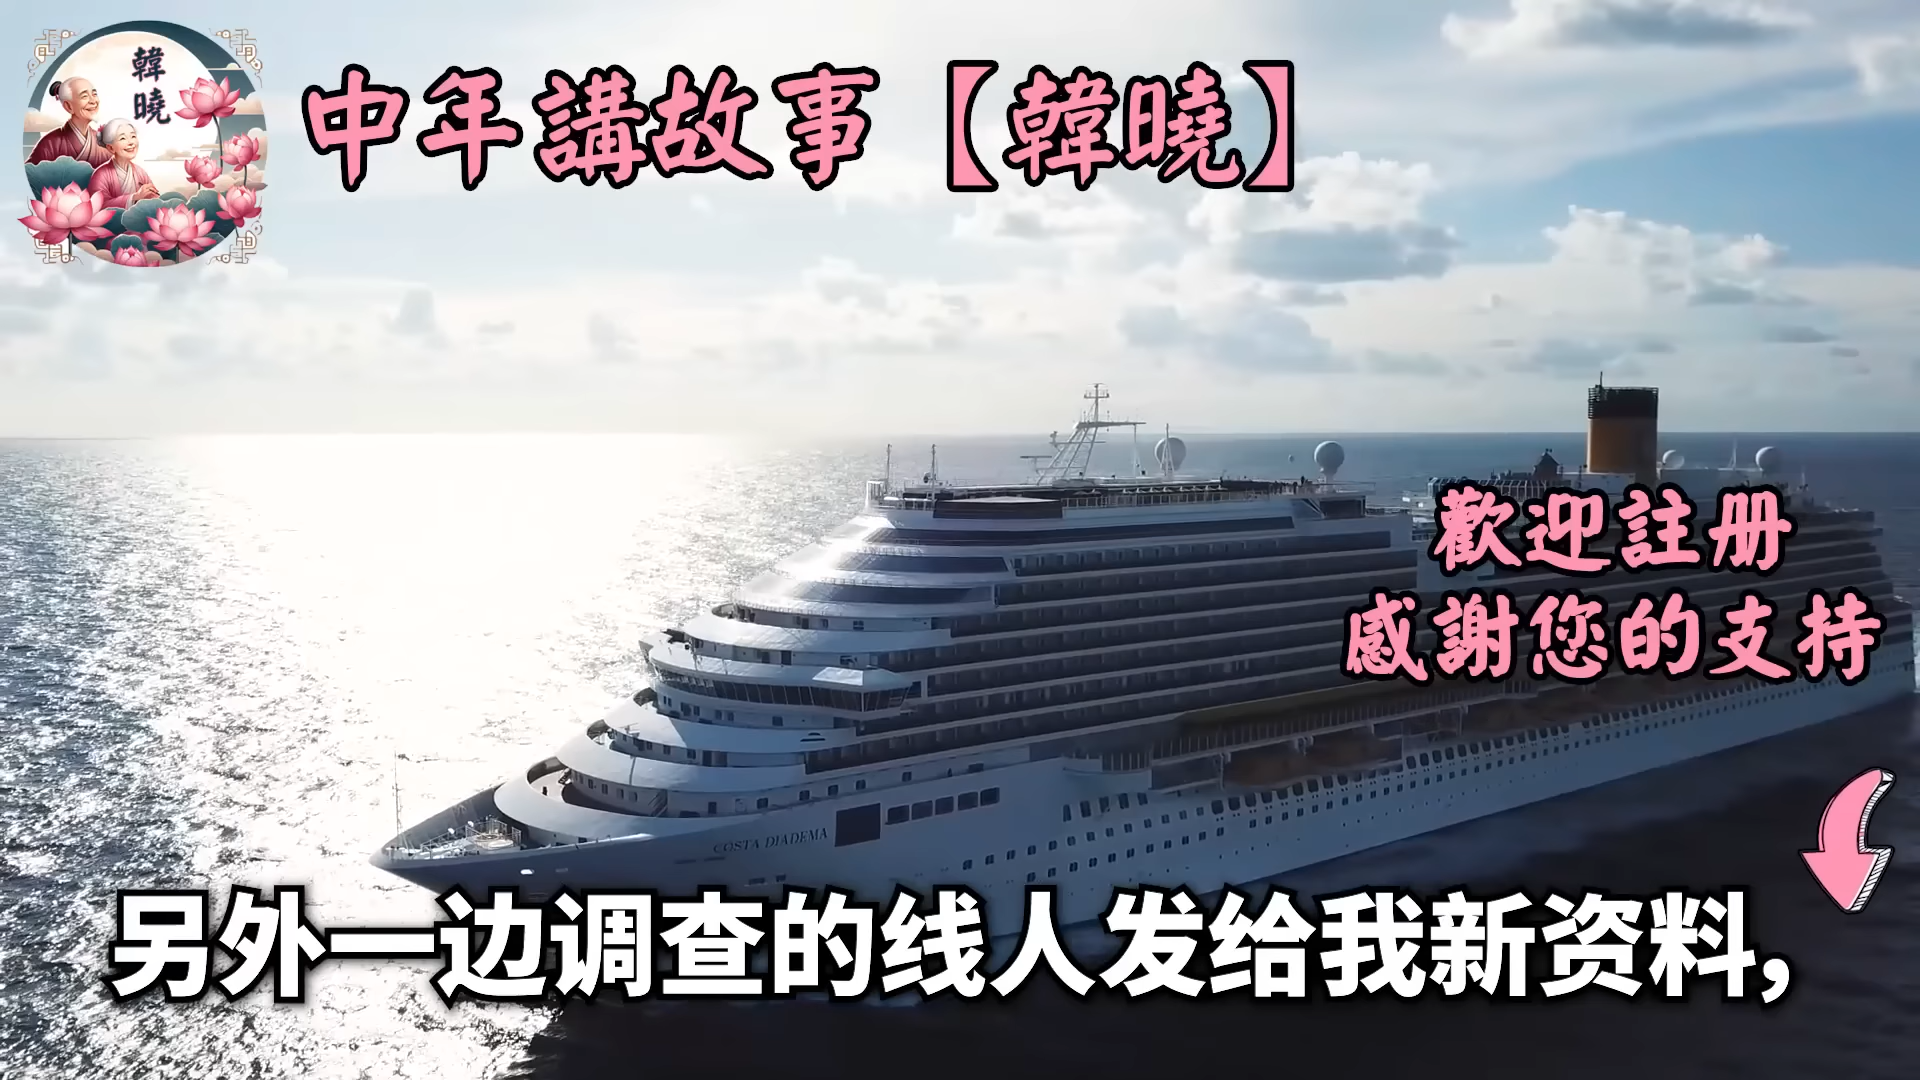 韓
曉
中年講故事【韓曉】
歡迎註册
感謝您的支持
COSTA DIADEMA
另外一边调查的线人发给我新资料,